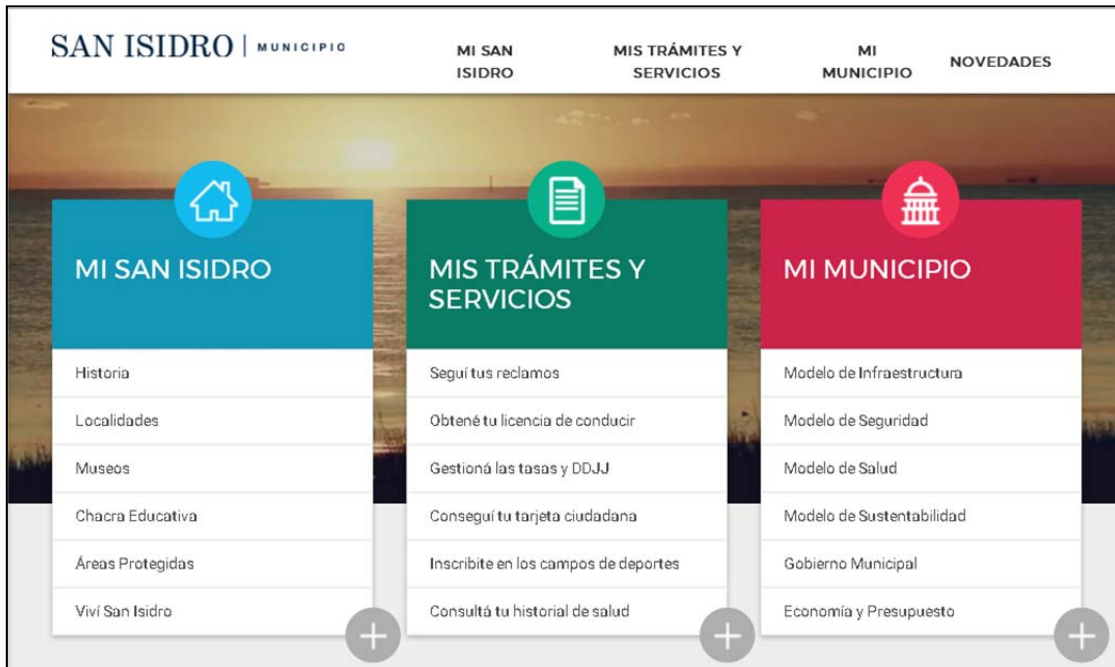 SAN ISIDRO | MUNICIPIO
MI SAN
ISIDRO
MIS TRÁMITES Y
SERVICIOS
MI
MUNICIPIO
NOVEDADES
MI SAN ISIDRO
Historia
Localidades
Museos
Chacra Educativa
Áreas Protegidas
Viví San Isidro
MIS TRÁMITES Y
SERVICIOS
Seguí tus reclamos
Obtené tu licencia de conducir
Gestioná las tasas y DDJJ
Conseguí tu tarjeta ciudadana
Inscribite en los campos de deportes
Consultá tu historial de salud
MI MUNICIPIO
Modelo de Infraestructura
Modelo de Seguridad
Modelo de Salud
Modelo de Sustentabilidad
Gobierno Municipal
Economía y Presupuesto